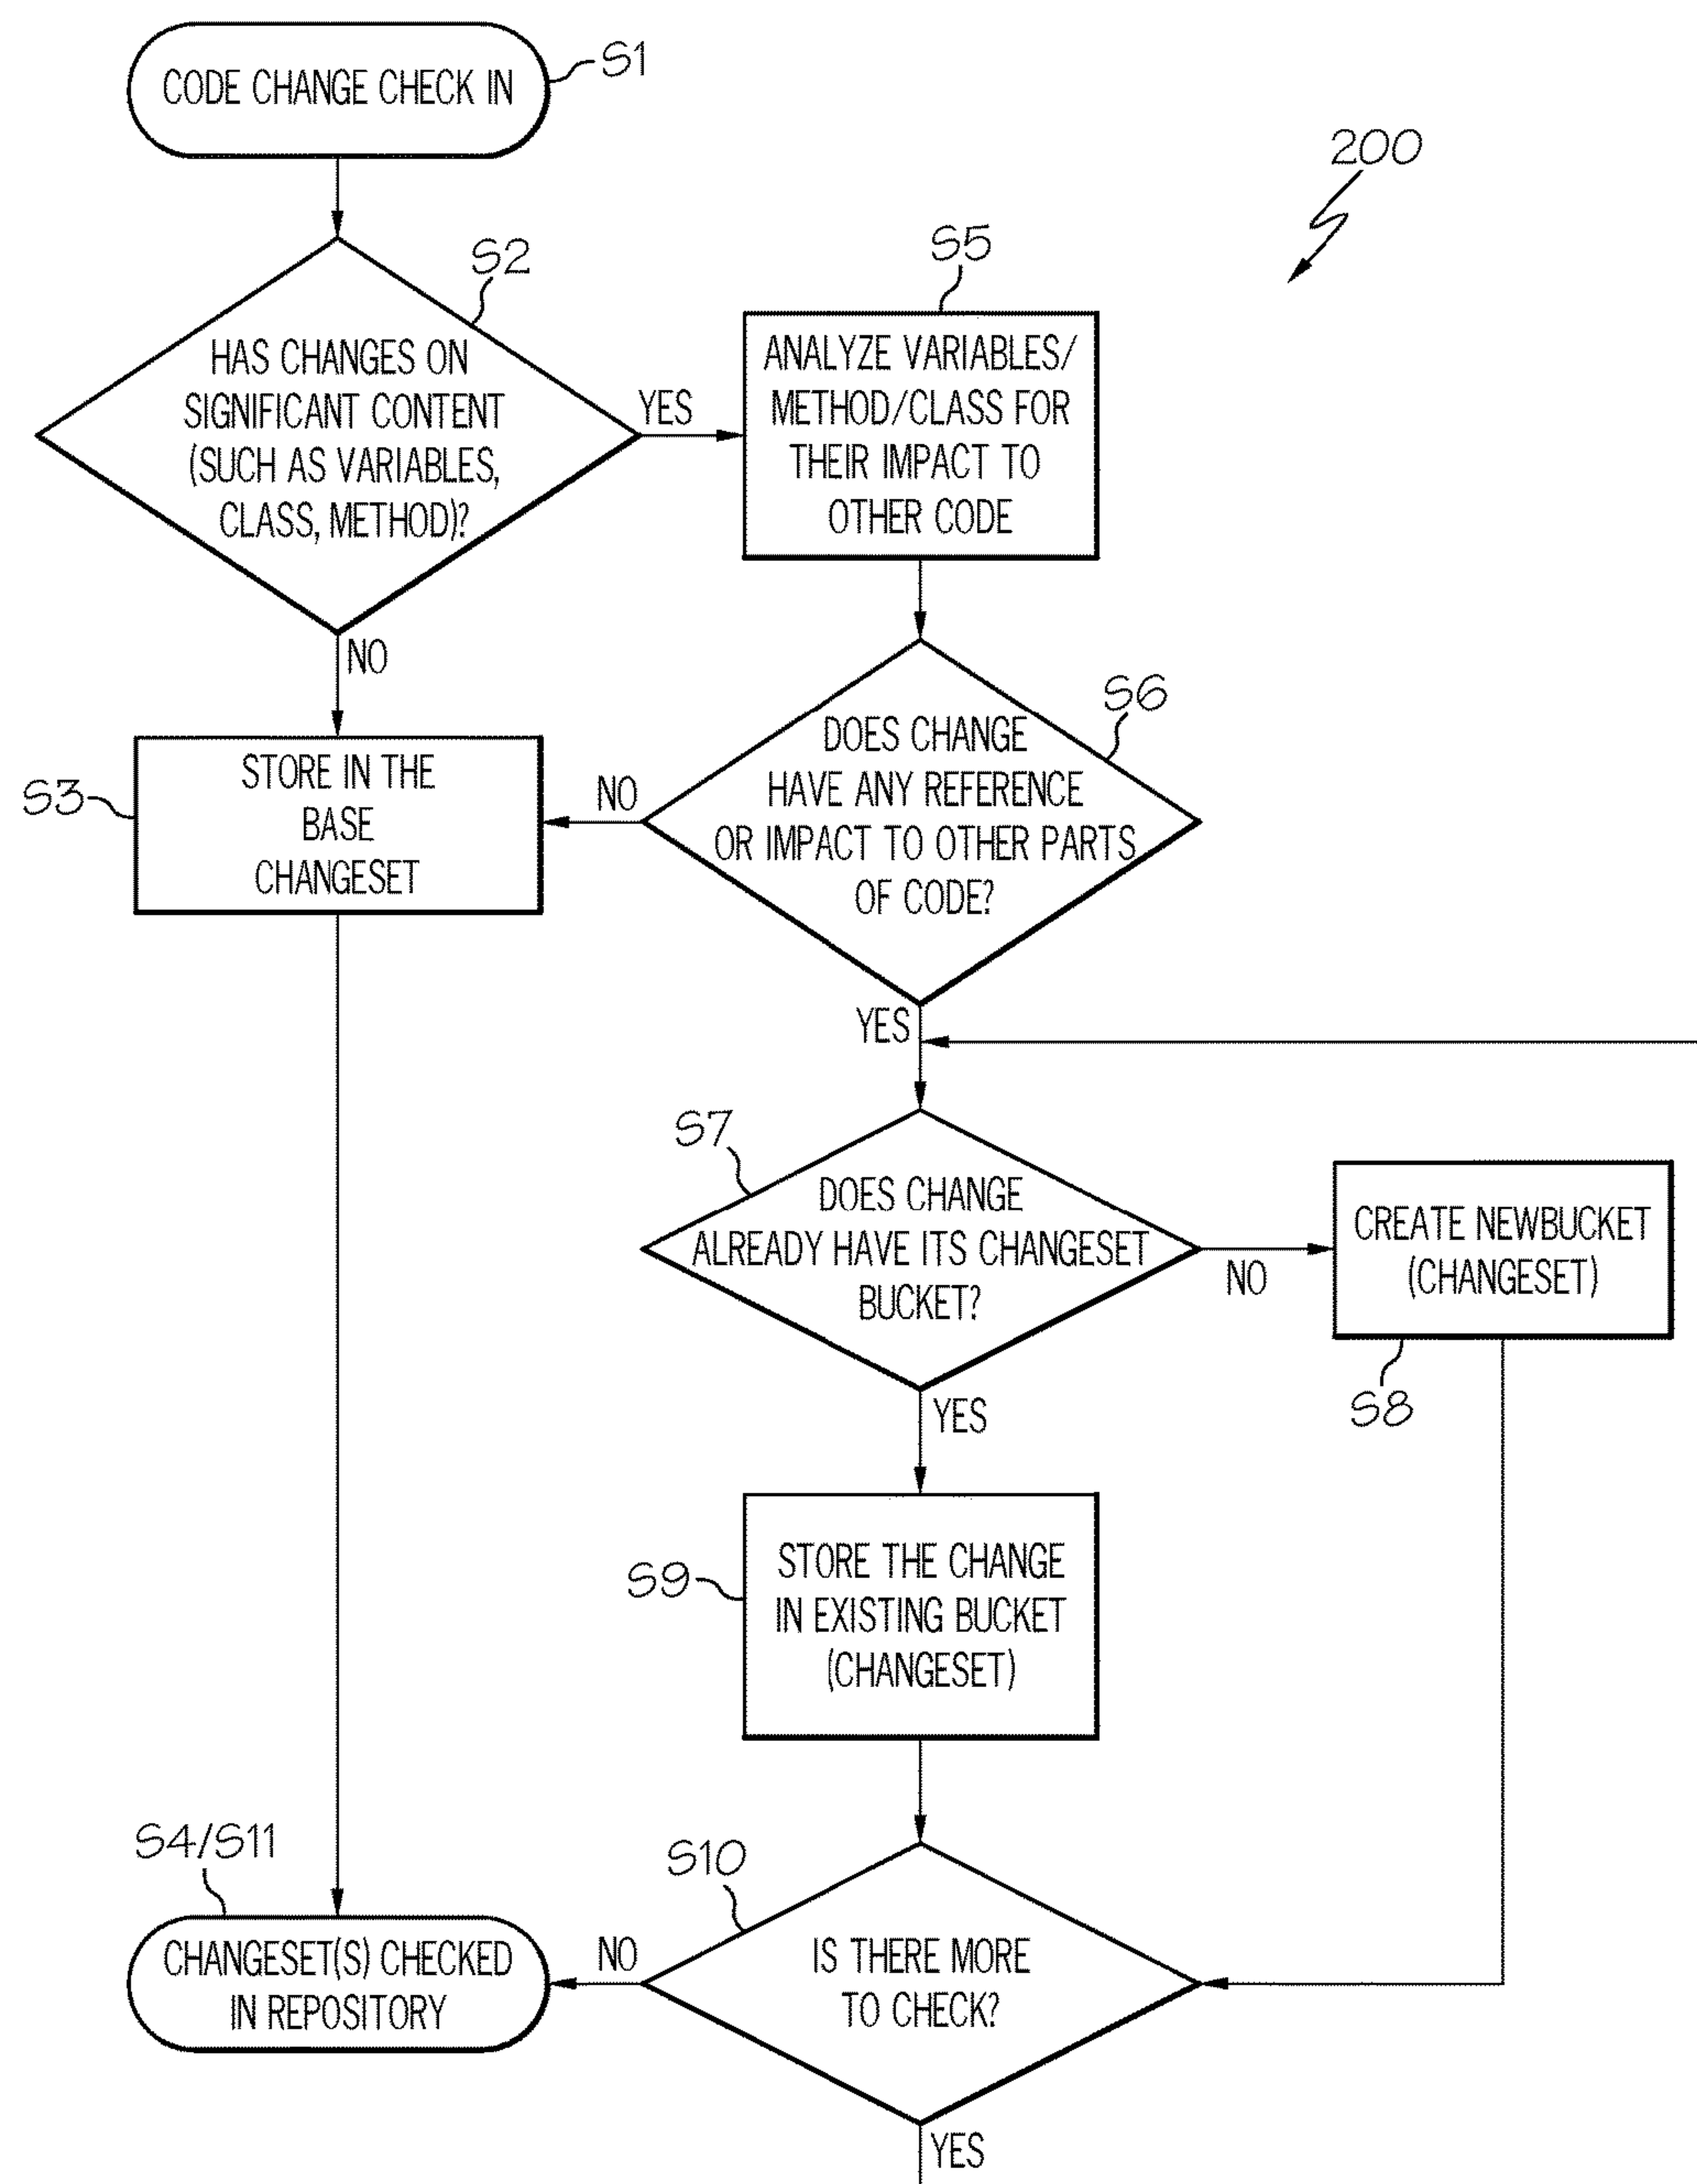 CODE CHANGE CHECK IN
S1
200
S2
HAS CHANGES ON
SIGNIFICANT CONTENT
(SUCH AS VARIABLES,
CLASS, METHOD)?
YES
NO
S5
ANALYZE VARIABLES/
METHOD/CLASS FOR
THEIR IMPACT TO
OTHER CODE
S3
STORE IN THE
BASE
CHANGESET
NO
S6
DOES CHANGE
HAVE ANY REFERENCE
OR IMPACT TO OTHER PARTS
OF CODE?
YES
S7
DOES CHANGE
ALREADY HAVE ITS CHANGESET
BUCKET?
NO
CREATE NEWBUCKET
(CHANGESET)
S8
YES
S9
STORE THE CHANGE
IN EXISTING BUCKET
(CHANGESET)
S4/S11
CHANGESET(S) CHECKED
IN REPOSITORY
NO
S10
IS THERE MORE
TO CHECK?
YES